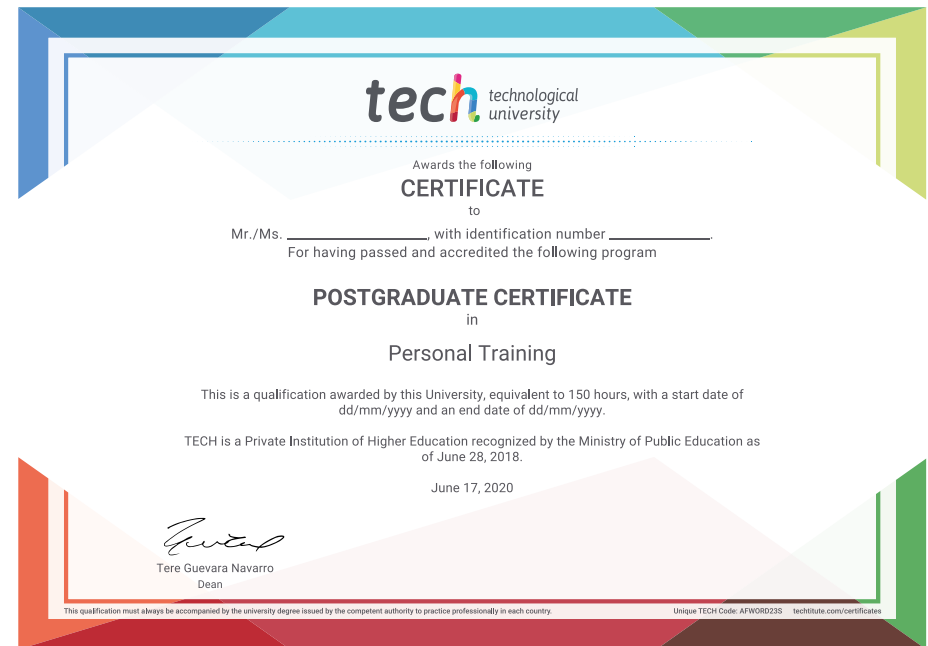 tech technological
university
Awards the following
CERTIFICATE
to
Mr./Ms. __________________, with identification number _____________.
For having passed and accredited the following program
POSTGRADUATE CERTIFICATE
in
Personal Training
This is a qualification awarded by this University, equivalent to 150 hours, with a start date of
dd/mm/yyyy and an end date of dd/mm/yyyy.
TECH is a Private Institution of Higher Education recognized by the Ministry of Public Education as
of June 28, 2018.
June 17, 2020
Tere Guevara Navarro
Dean
This qualification must always be accompanied by the university degree issued by the competent authority to practice professionally in each country. Unique TECH Code: AFWORD23S techtitute.com/certificates